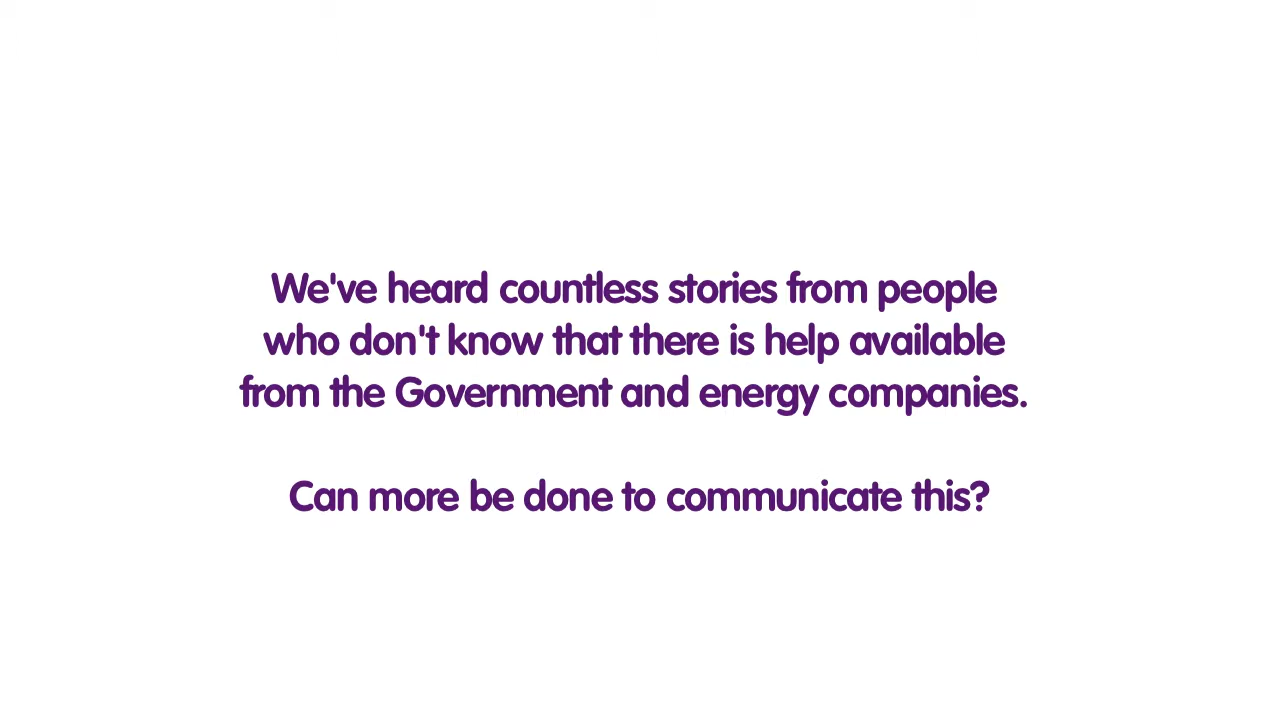 We've heard countless stories from people
who don't know that there is help available
from the Government and energy companies.
Can more be done to communicate this?